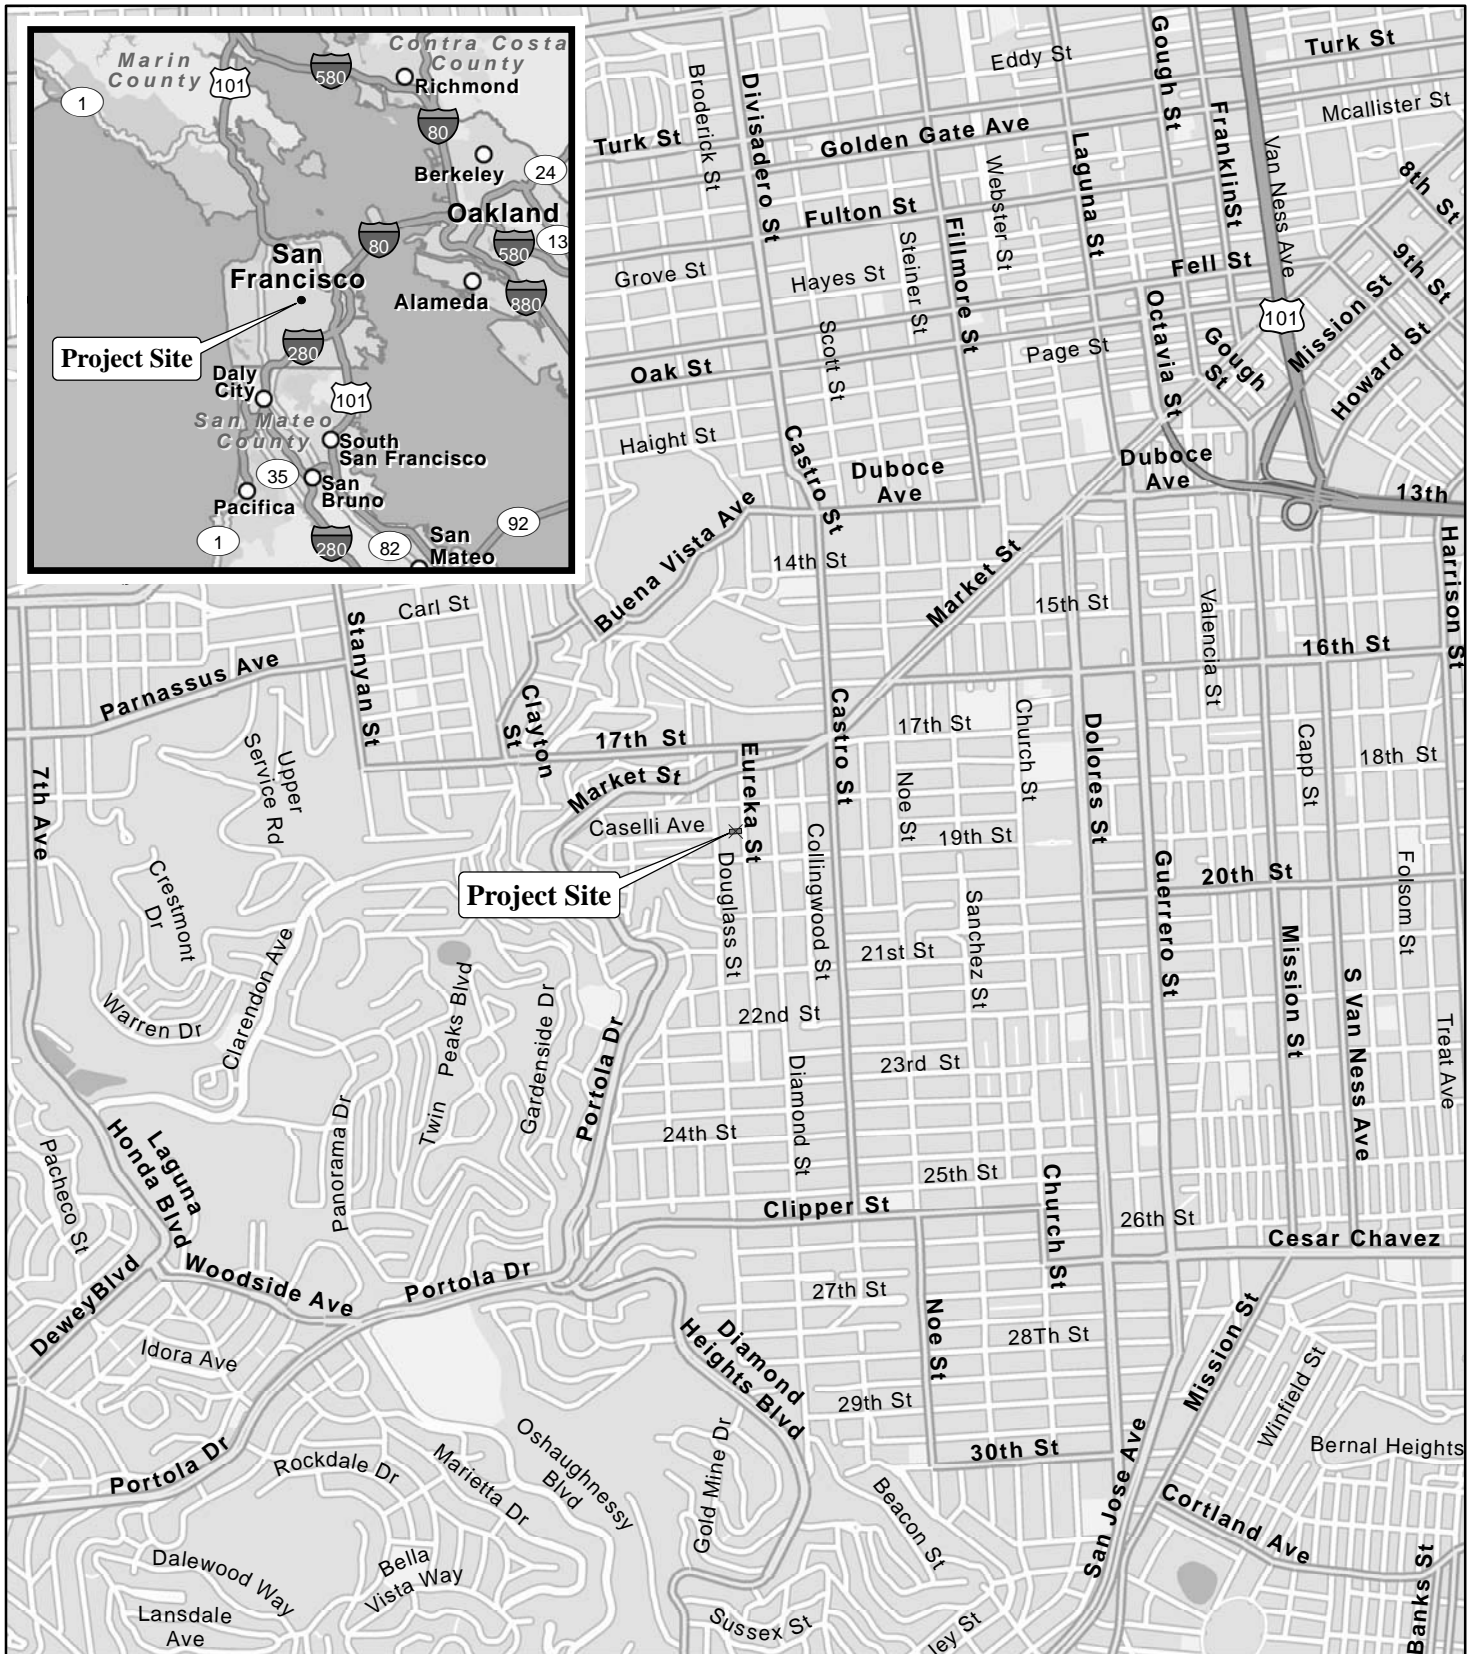 Marin
County
Contra Costa
County
101
580
Richmond
1
80
Berkeley
24
Oakland
80
580
13
San
Francisco
Alameda
880
Project Site
280
Daly
City
101
San Mateo
County
South
San Francisco
35
San
Bruno
Pacifica
92
1
280
82
San
Mateo
Eddy St
Gough St
Turk St
Broderick St
Divisadero St
Franklin St
Mcallister St
Turk St
Golden Gate Ave
Laguna St
Van Ness Ave
Webster St
8th St
Fulton St
Fillmore St
Steiner St
9th St
Grove St
Hayes St
Fell St
Octavia St
101
Mission St
Scott St
Page St
Gough
St
Howard St
Oak St
Haight St
Castro St
Duboce
Ave
Duboce
Ave
13th
Buena Vista Ave
14th St
Market St
Harrison St
Carl St
15th St
Valencia St
Stanyan St
16th St
Parnassus Ave
Clayton
St
17th St
Castro St
17th St
Church St
Dolores St
Capp St
18th St
Upper
Service Rd
Market St
Eureka St
7th Ave
Noe St
Caselli Ave
19th St
Collingwood St
Project Site
Douglass St
Guerrero St
20th St
Folsom St
Crestmont
Dr
Sanchez St
21st St
Mission St
Clarendon Ave
Twin Peaks Blvd
Gardenside Dr
S Van Ness Ave
Warren Dr
22nd St
Portola Dr
Treat Ave
23rd St
Diamond St
Panorama Dr
24th St
Laguna
Honda Blvd
Pacheco St
25th St
Church St
Clipper St
26th St
Cesar Chavez
Dewey Blvd
Woodside Ave
Portola Dr
27th St
Noe St
Mission St
28Th St
Diamond
Heights Blvd
Idora Ave
Winfield St
29th St
Oshaughnessy
Blvd
Gold Mine Dr
30th St
San Jose Ave
Bernal Heights
Portola Dr
Rockdale Dr
Marietta Dr
Beacon St
Cortland Ave
Dalewood Way
Bella
Vista Way
Banks St
Lansdale
Ave
Sussex St
ley St